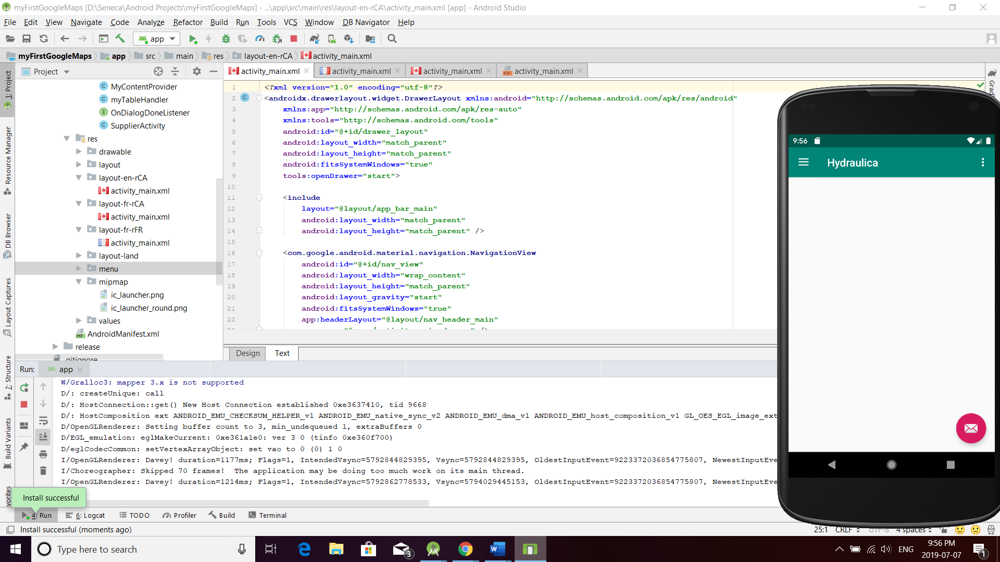 myFirstGoogleMaps [D:\Seneca\Android Projects\myFirstGoogleMaps] - ...\app\src\main\res\layout-en-rCA\activity_main.xml [app] - Android Studio
File Edit View Navigate Code Analyze Refactor Build Run Tools VCS Window DB Navigator Help
app
myFirstGoogleMaps app src main res layout-en-rCA activity_main.xml
Project
activity_main.xml activity_main.xml activity_main.xml activity_main.xml
1: Project
Resource Manager
DB Browser
Layout Captures
7: Structure
Build Variants
MyContentProvider
myTableHandler
OnDialogDoneListener
SupplierActivity
res
drawable
layout
layout-en-rCA
activity_main.xml
layout-fr-rCA
activity_main.xml
layout-fr-rFR
activity_main.xml
layout-land
menu
mipmap
ic_launcher.png
ic_launcher_round.png
values
AndroidManifest.xml
release
.gitignore
1 <?xml version="1.0" encoding="utf-8"?>
2 <androidx.drawerlayout.widget.DrawerLayout xmlns:android="http://schemas.android.com/apk/res/android"
3 xmlns:app="http://schemas.android.com/apk/res-auto"
4 xmlns:tools="http://schemas.android.com/tools"
5 android:id="@+id/drawer_layout"
6 android:layout_width="match_parent"
7 android:layout_height="match_parent"
8 android:fitsSystemWindows="true"
9 tools:openDrawer="start">
10
11 <include
12 layout="@layout/app_bar_main"
13 android:layout_width="match_parent"
14 android:layout_height="match_parent" />
15
16 <com.google.android.material.navigation.NavigationView
17 android:id="@+id/nav_view"
18 android:layout_width="wrap_content"
19 android:layout_height="match_parent"
20 android:layout_gravity="start"
21 android:fitsSystemWindows="true"
22 app:headerLayout="@layout/nav_header_main"
Design Text
9:56
Hydraulica
Run: app
W/Gralloc3: mapper 3.x is not supported
D/: createUnique: call
D/: HostConnection::get() New Host Connection established 0xe3637410, tid 9668
D/: HostComposition ext ANDROID_EMU_CHECKSUM_HELPER_v1 ANDROID_EMU_native_sync_v2 ANDROID_EMU_dma_v1 ANDROID_EMU_host_composition_v1 GL_OES_EGL_image_ext
D/OpenGLRenderer: Setting buffer count to 3, min_undequeued 1, extraBuffers 0
D/EGL_emulation: eglMakeCurrent: 0xe361a1e0: ver 3 0 (tinfo 0xe360f700)
D/eglCodecCommon: setVertexArrayObject: set vao to 0 (0) 1 0
I/OpenGLRenderer: Davey! duration=1177ms; Flags=1, IntendedVsync=5792844829395, Vsync=5792844829395, OldestInputEvent=9223372036854775807, NewestInputEve
I/Choreographer: Skipped 70 frames! The application may be doing too much work on its main thread.
I/OpenGLRenderer: Davey! duration=1214ms; Flags=1, IntendedVsync=5792862778533, Vsync=5794029445153, OldestInputEvent=9223372036854775807, NewestInputEve
Install successful
4: Run 6: Logcat TODO Profiler Build Terminal
Install successful (moments ago)
25:1 CRLF UTF-8 4 spaces
Type here to search
3
ENG
9:56 PM
2019-07-07
1